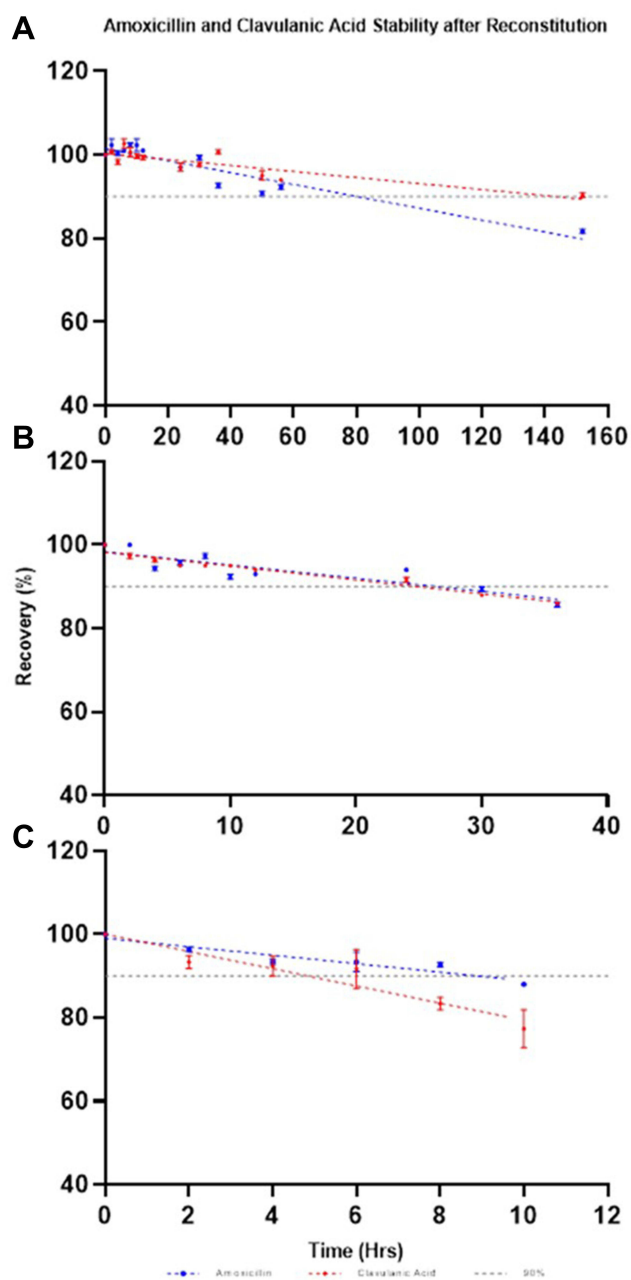 A
Amoxicillin and Clavulanic Acid Stability after Reconstitution
120
100
80
60
40
0 20 40 60 80 100 120 140 160
B
120
100
80
60
40
0 10 20 30 40
Recovery (%)
C
120
100
80
60
40
0 2 4 6 8 10 12
Time (Hrs)
Amoxicillin Clavulanic Acid 90%